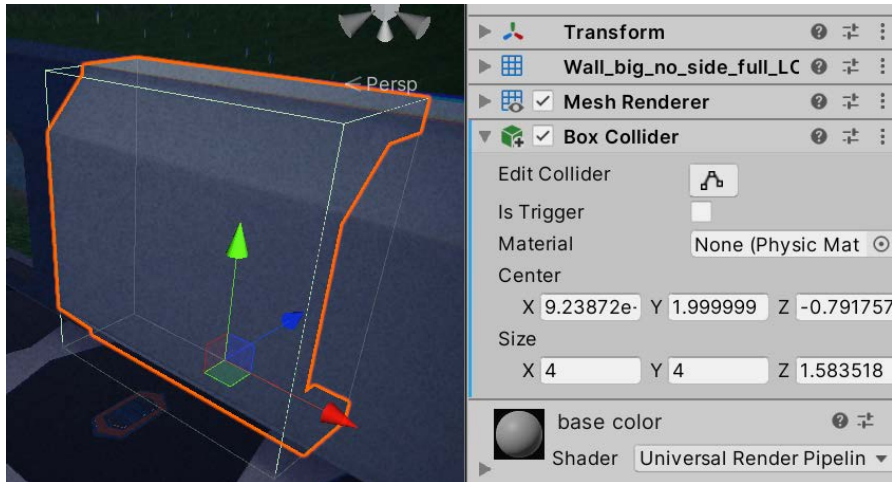 Persp
Transform
Wall_big_no_side_full_LC
Mesh Renderer
Box Collider
Edit Collider
Is Trigger
Material None (Physic Mat
Center
X 9.23872e- Y 1.999999 Z -0.791757
Size
X 4 Y 4 Z 1.583518
base color
Shader Universal Render Pipelin